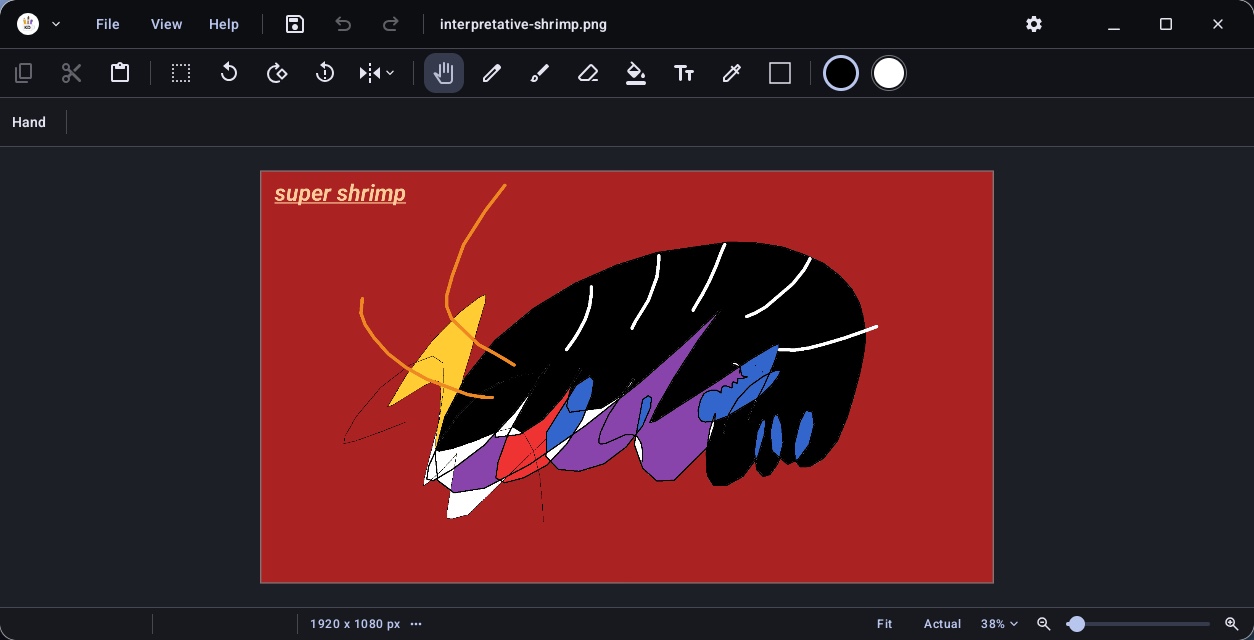 File View Help interpretative-shrimp.png
Hand
super shrimp
1920 x 1080 px Fit Actual 38%